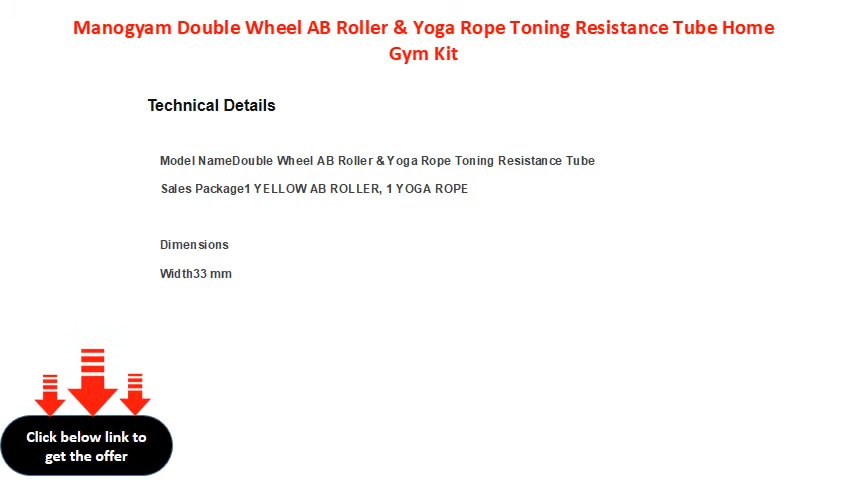 Manogyam Double Wheel AB Roller & Yoga Rope Toning Resistance Tube Home
Gym Kit
Technical Details
Model NameDouble Wheel AB Roller & Yoga Rope Toning Resistance Tube
Sales Package1 YELLOW AB ROLLER, 1 YOGA ROPE
Dimensions
Width33 mm
Click below link to
get the offer